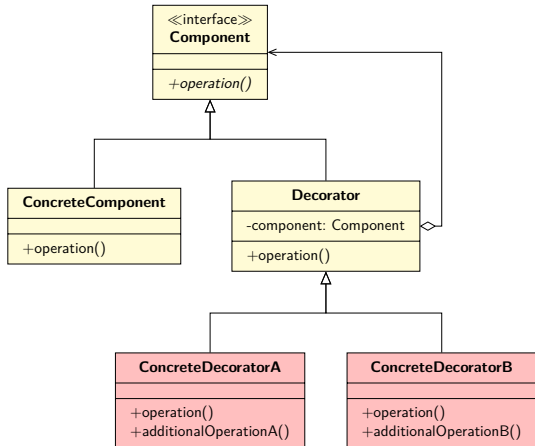 ≪interface≫
Component
+operation()
ConcreteComponent
+operation()
Decorator
-component: Component
+operation()
ConcreteDecoratorA
+operation()
+additionalOperationA()
ConcreteDecoratorB
+operation()
+additionalOperationB()